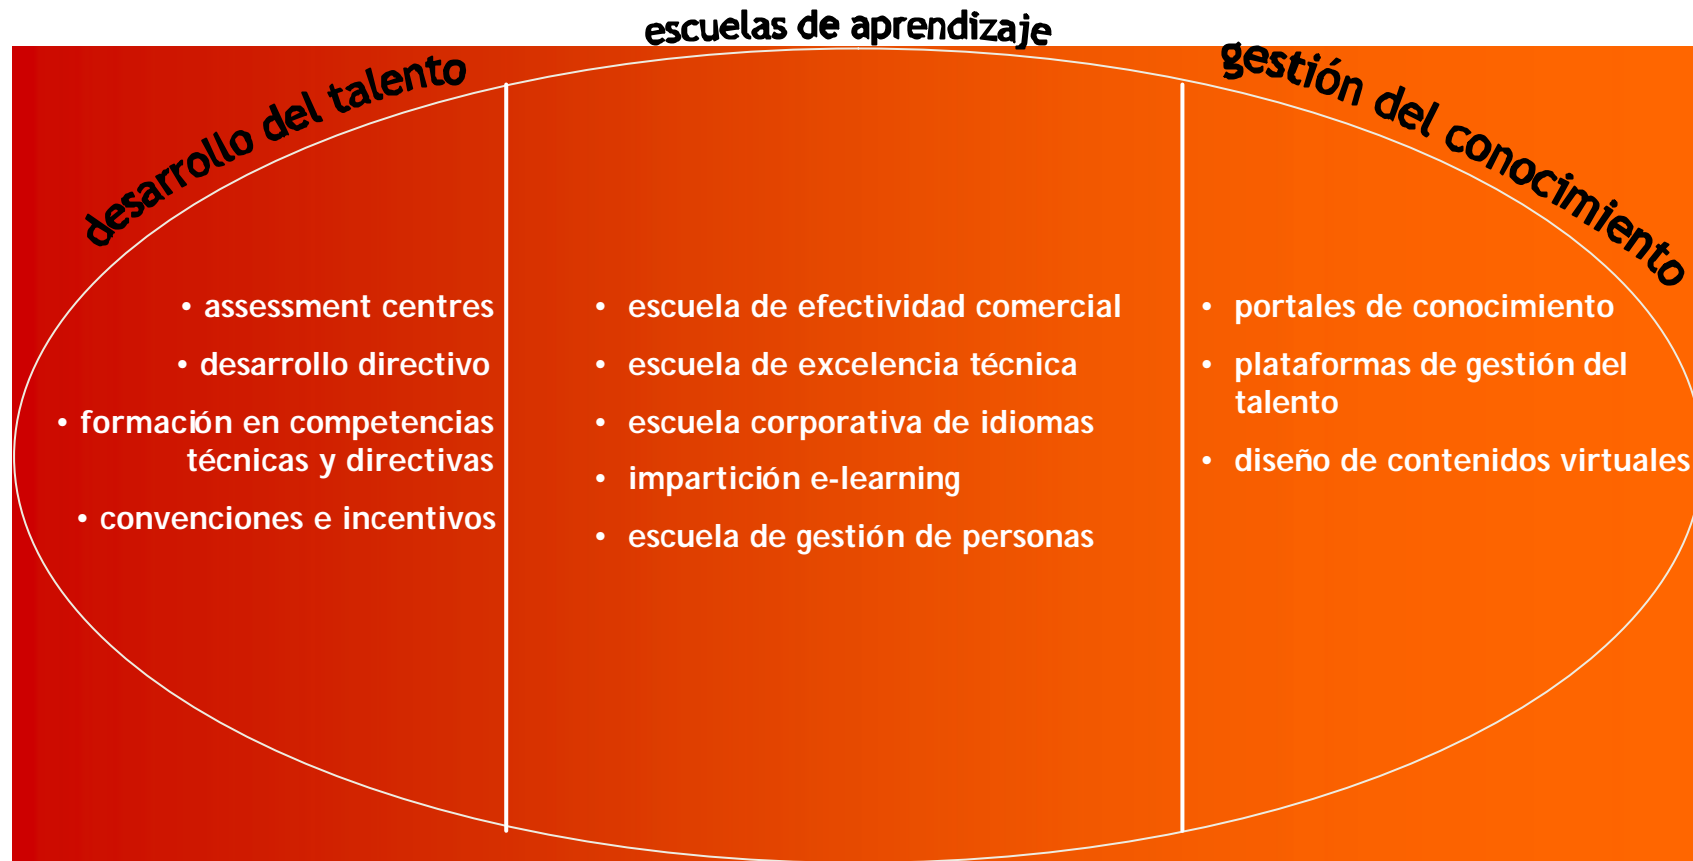 escuelas de aprendizaje
desarrollo del talento
gestión del conocimiento
• assessment centres
• desarrollo directivo
• formación en competencias
técnicas y directivas
• convenciones e incentivos
• escuela de efectividad comercial
• escuela de excelencia técnica
• escuela corporativa de idiomas
• impartición e-learning
• escuela de gestión de personas
• portales de conocimiento
• plataformas de gestión del
talento
• diseño de contenidos virtuales